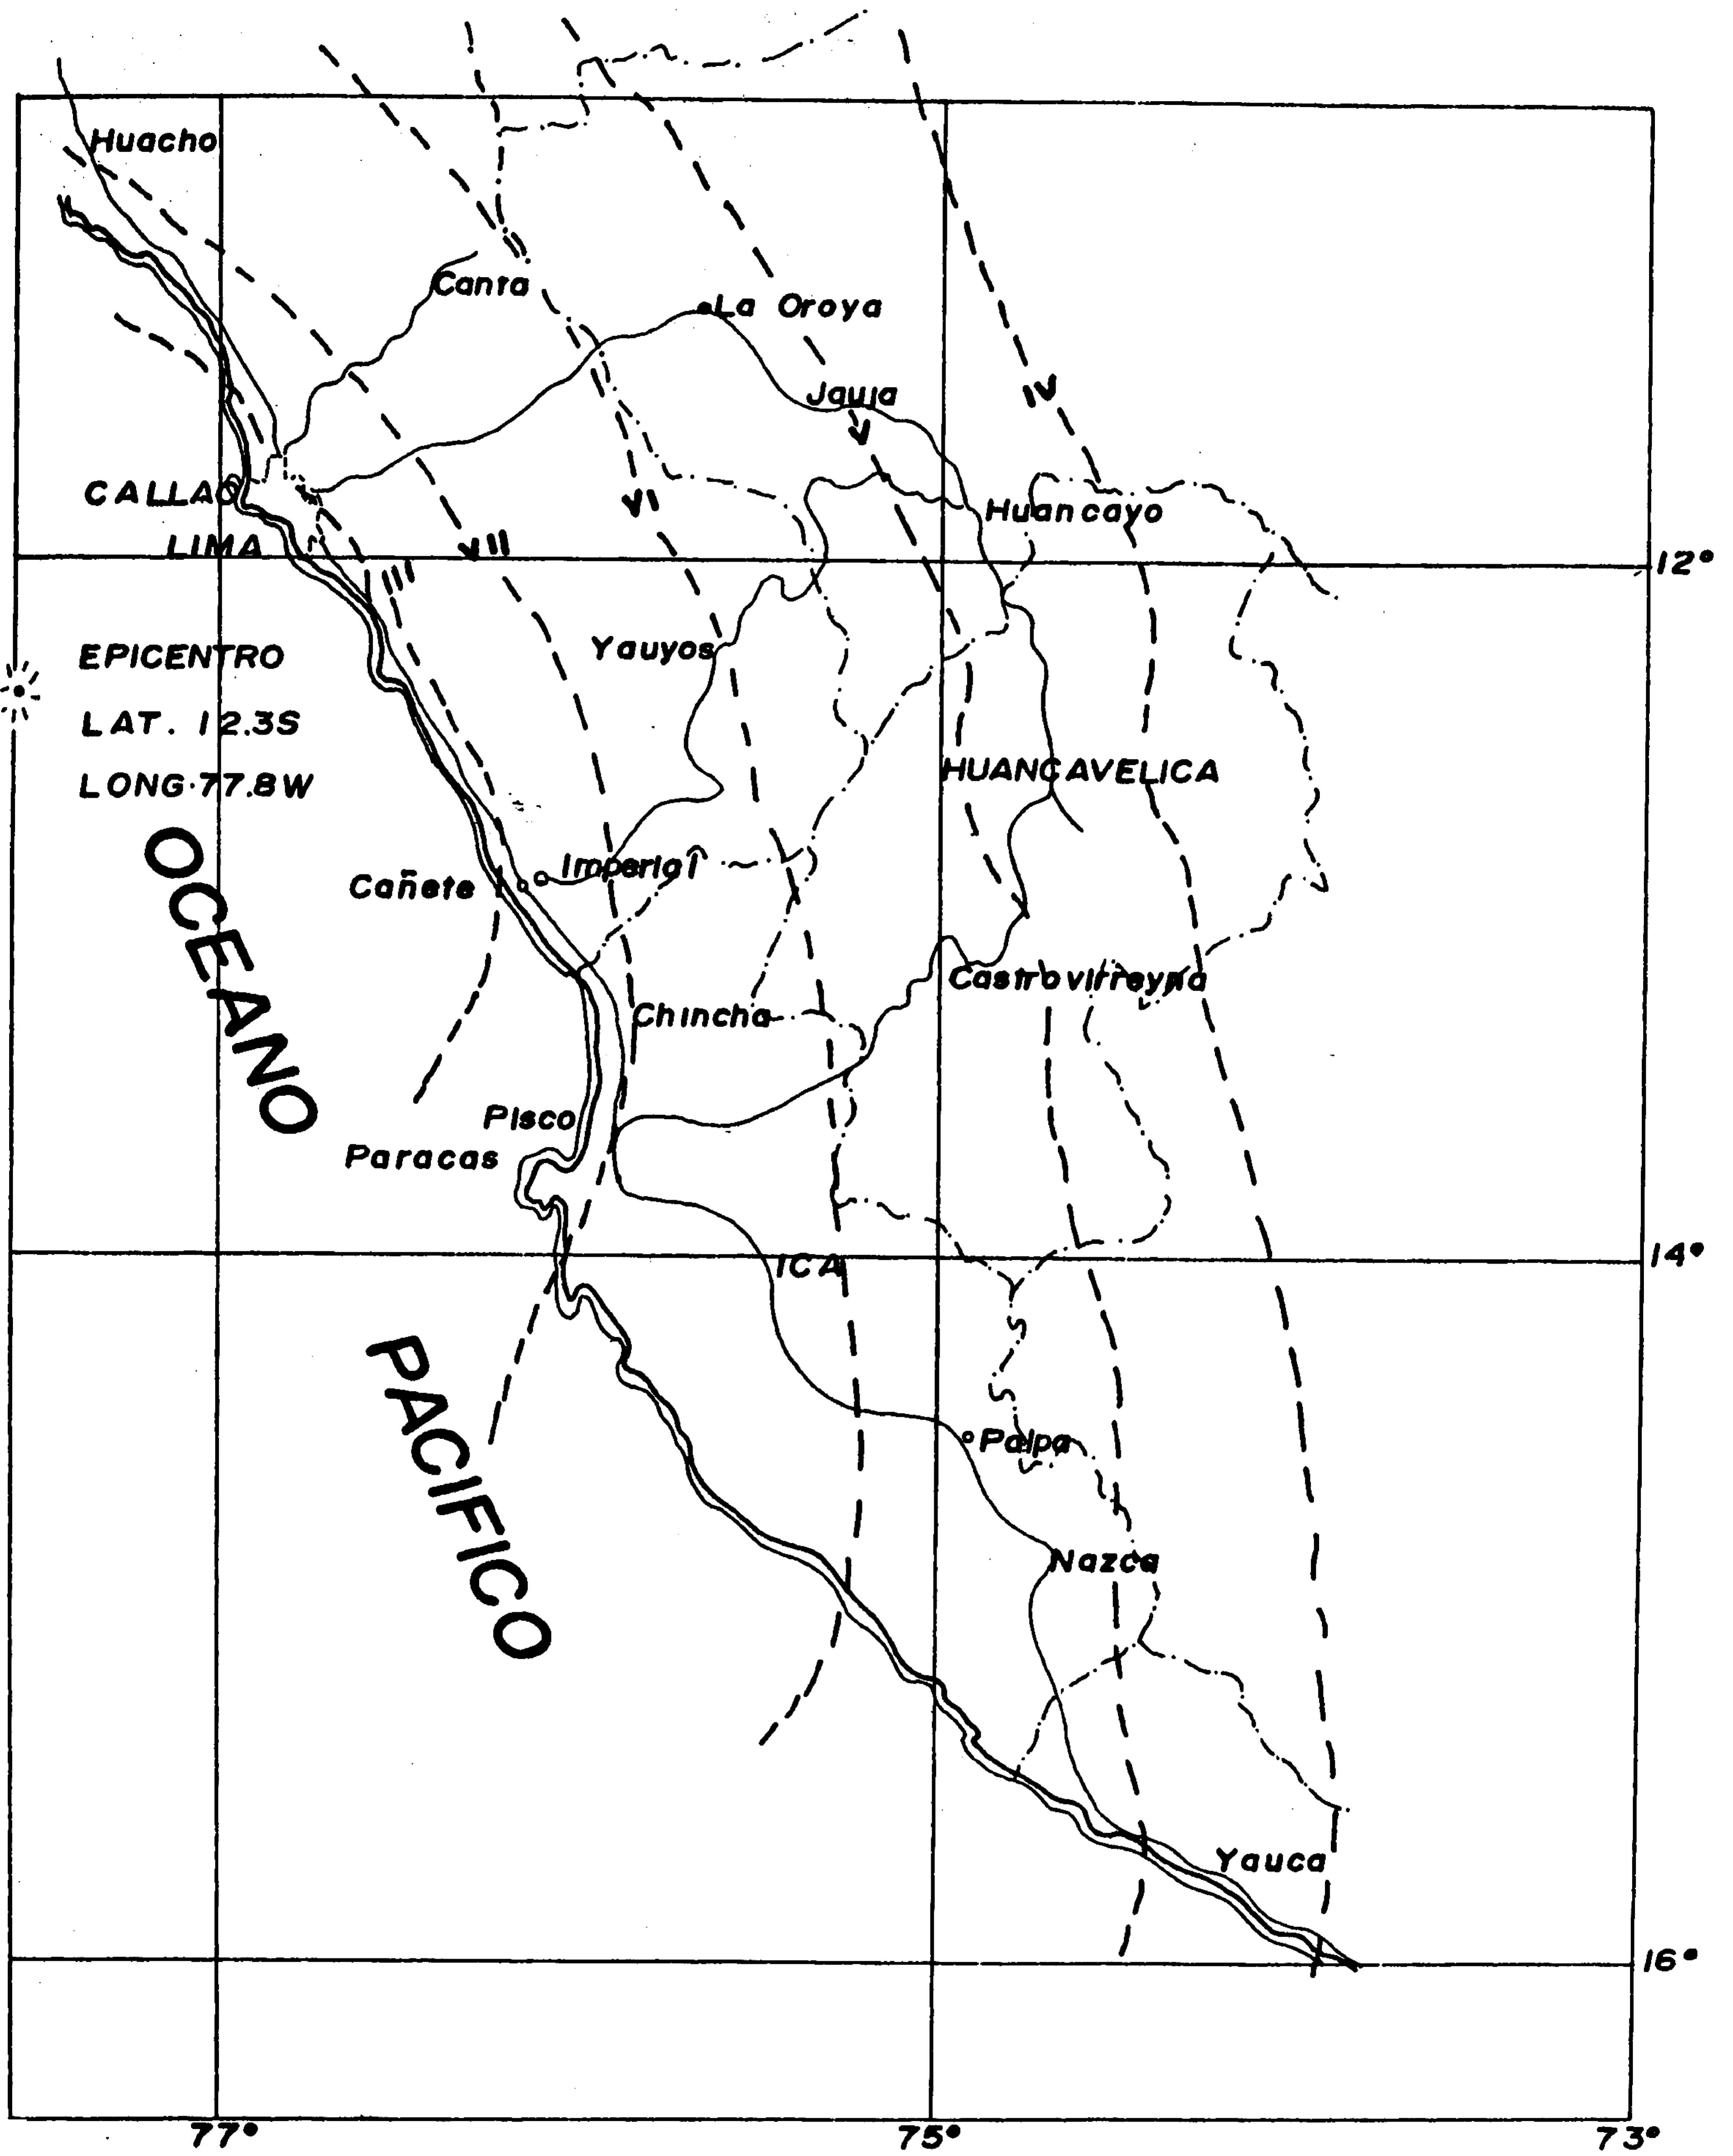 Huacho
Canta
La Oroya
Jauja
IV
V
CALLAO
VI
Huancayo
LIMA
VII
12°
VIII
EPICENTRO
LAT. 12.3S
LONG. 77.8W
Yauyos
HUANCAVELICA
Imperial
Cañete
OCEANO
Castrovirreyna
Chincha
Pisco
Paracas
14°
ICA
PACIFICO
Palpa
Nazca
Yauca
16°
77°
75°
73°